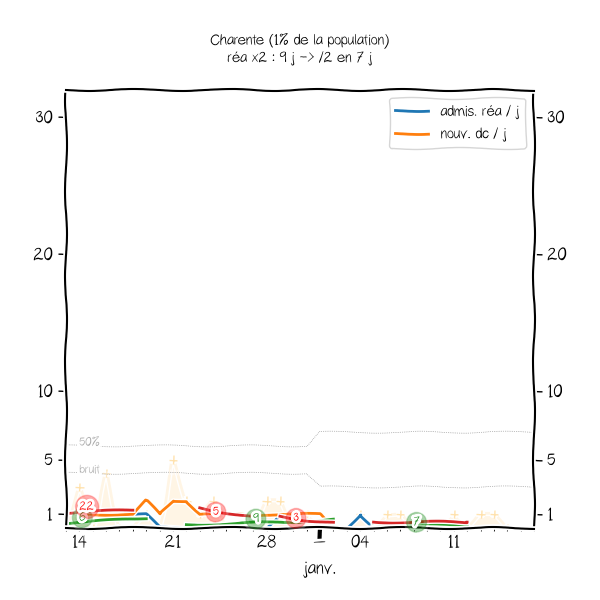 Charente (1% de la population)
réa x2 : 9 j -> /2 en 7 j
admis. réa / j
nouv. dc / j
30 30
20 20
10 10
50%
5 5
bruit
22 5 3
1 1
6 9 7
14 21 28 1 04 11
janv.